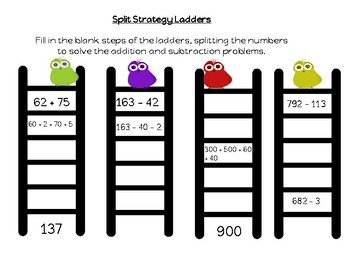 Split Strategy Ladders
Fill in the blank steps of the ladders, splitting the numbers
to solve the addition and subtraction problems.
62 + 75
60 + 2 + 70 + 5
137
163 - 42
163 - 40 - 2
300 + 500 + 60
+ 40
900
792 - 113
682 - 3